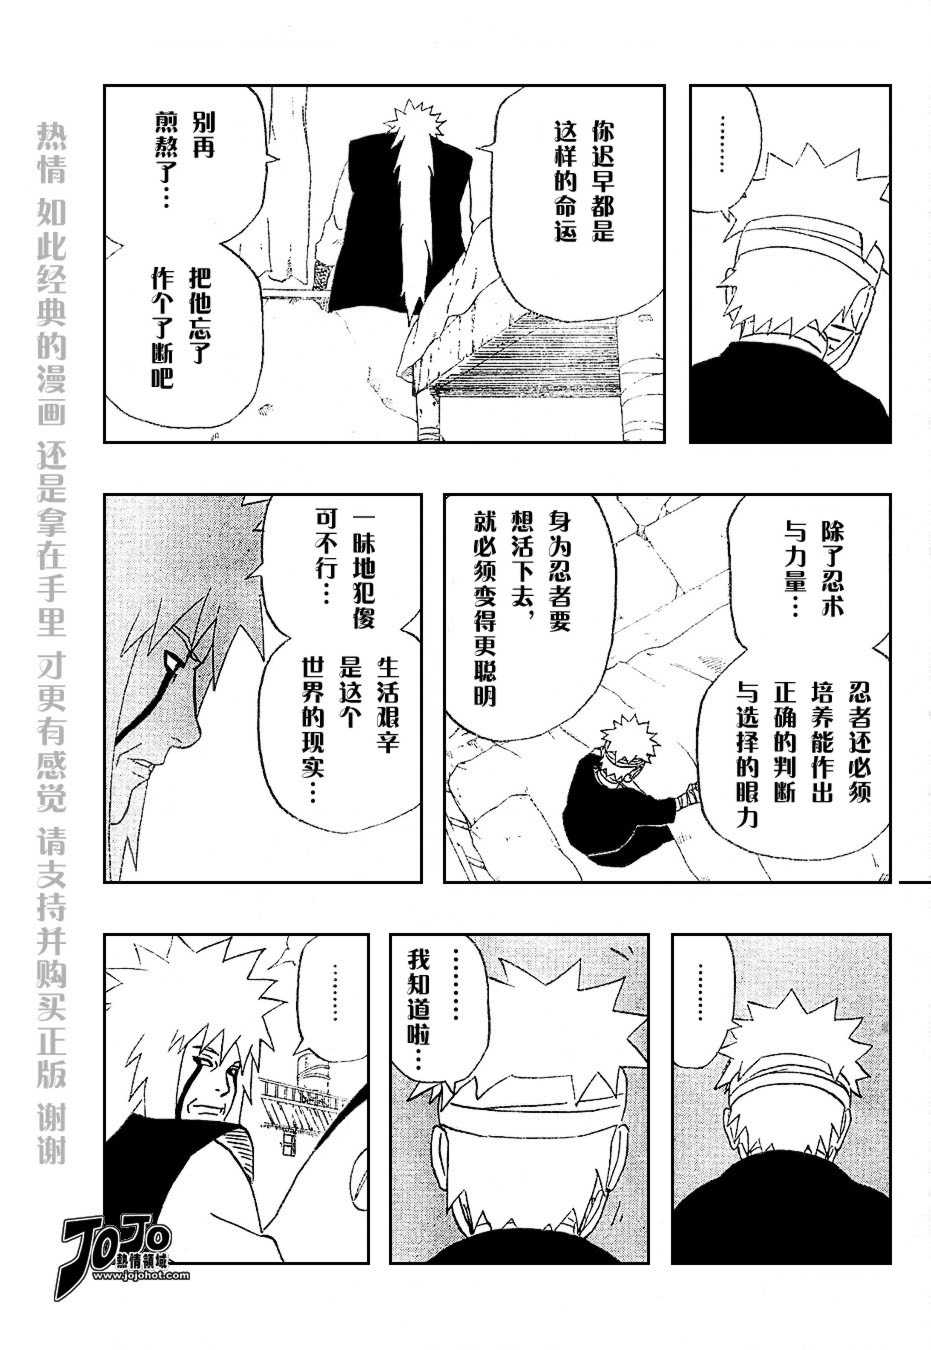 ………
你迟早都是
这样的命运
别再
煎熬了…
把他忘了
作个了断吧
除了忍术
与力量…
忍者还必须
培养能作出
正确的判断
与选择的眼力
身为忍者要
想活下去，
就必须变得更聪明
一昧地犯傻
可不行…
生活艰辛
是这个
世界的现实…
………
………
我知道啦…
………
热情 如此经典的漫画 还是拿在手里 才更有感觉 请支持并购买正版 谢谢
JOJO
熱情領域
www.jojohot.com